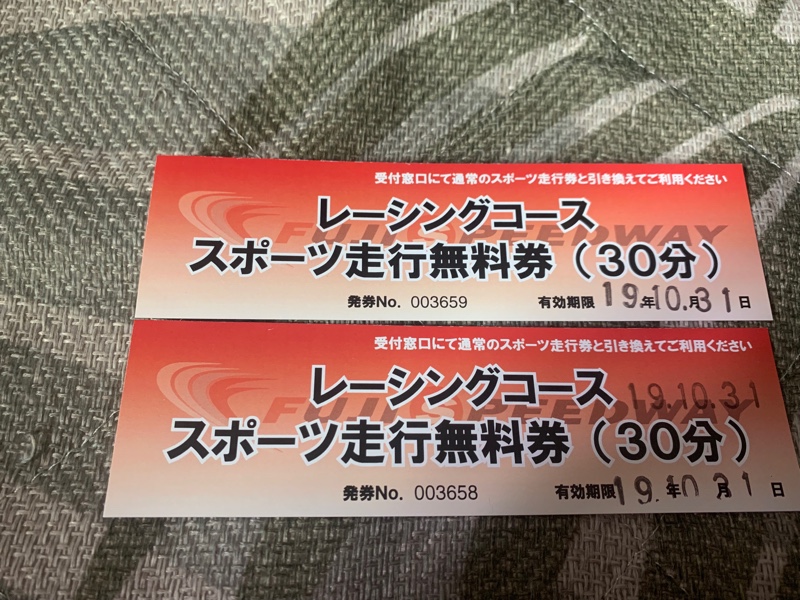 受付窓口にて通常のスポーツ走行券と引き換えてご利用ください
レーシングコース
FUJI SPEEDWAY
スポーツ走行無料券（30分）
発券No. 003659 有効期限 19.年10.月31日
受付窓口にて通常のスポーツ走行券と引き換えてご利用ください
レーシングコース 19.10.31
FUJI SPEEDWAY
スポーツ走行無料券（30分）
発券No. 003658 有効期限 19.年10月31日